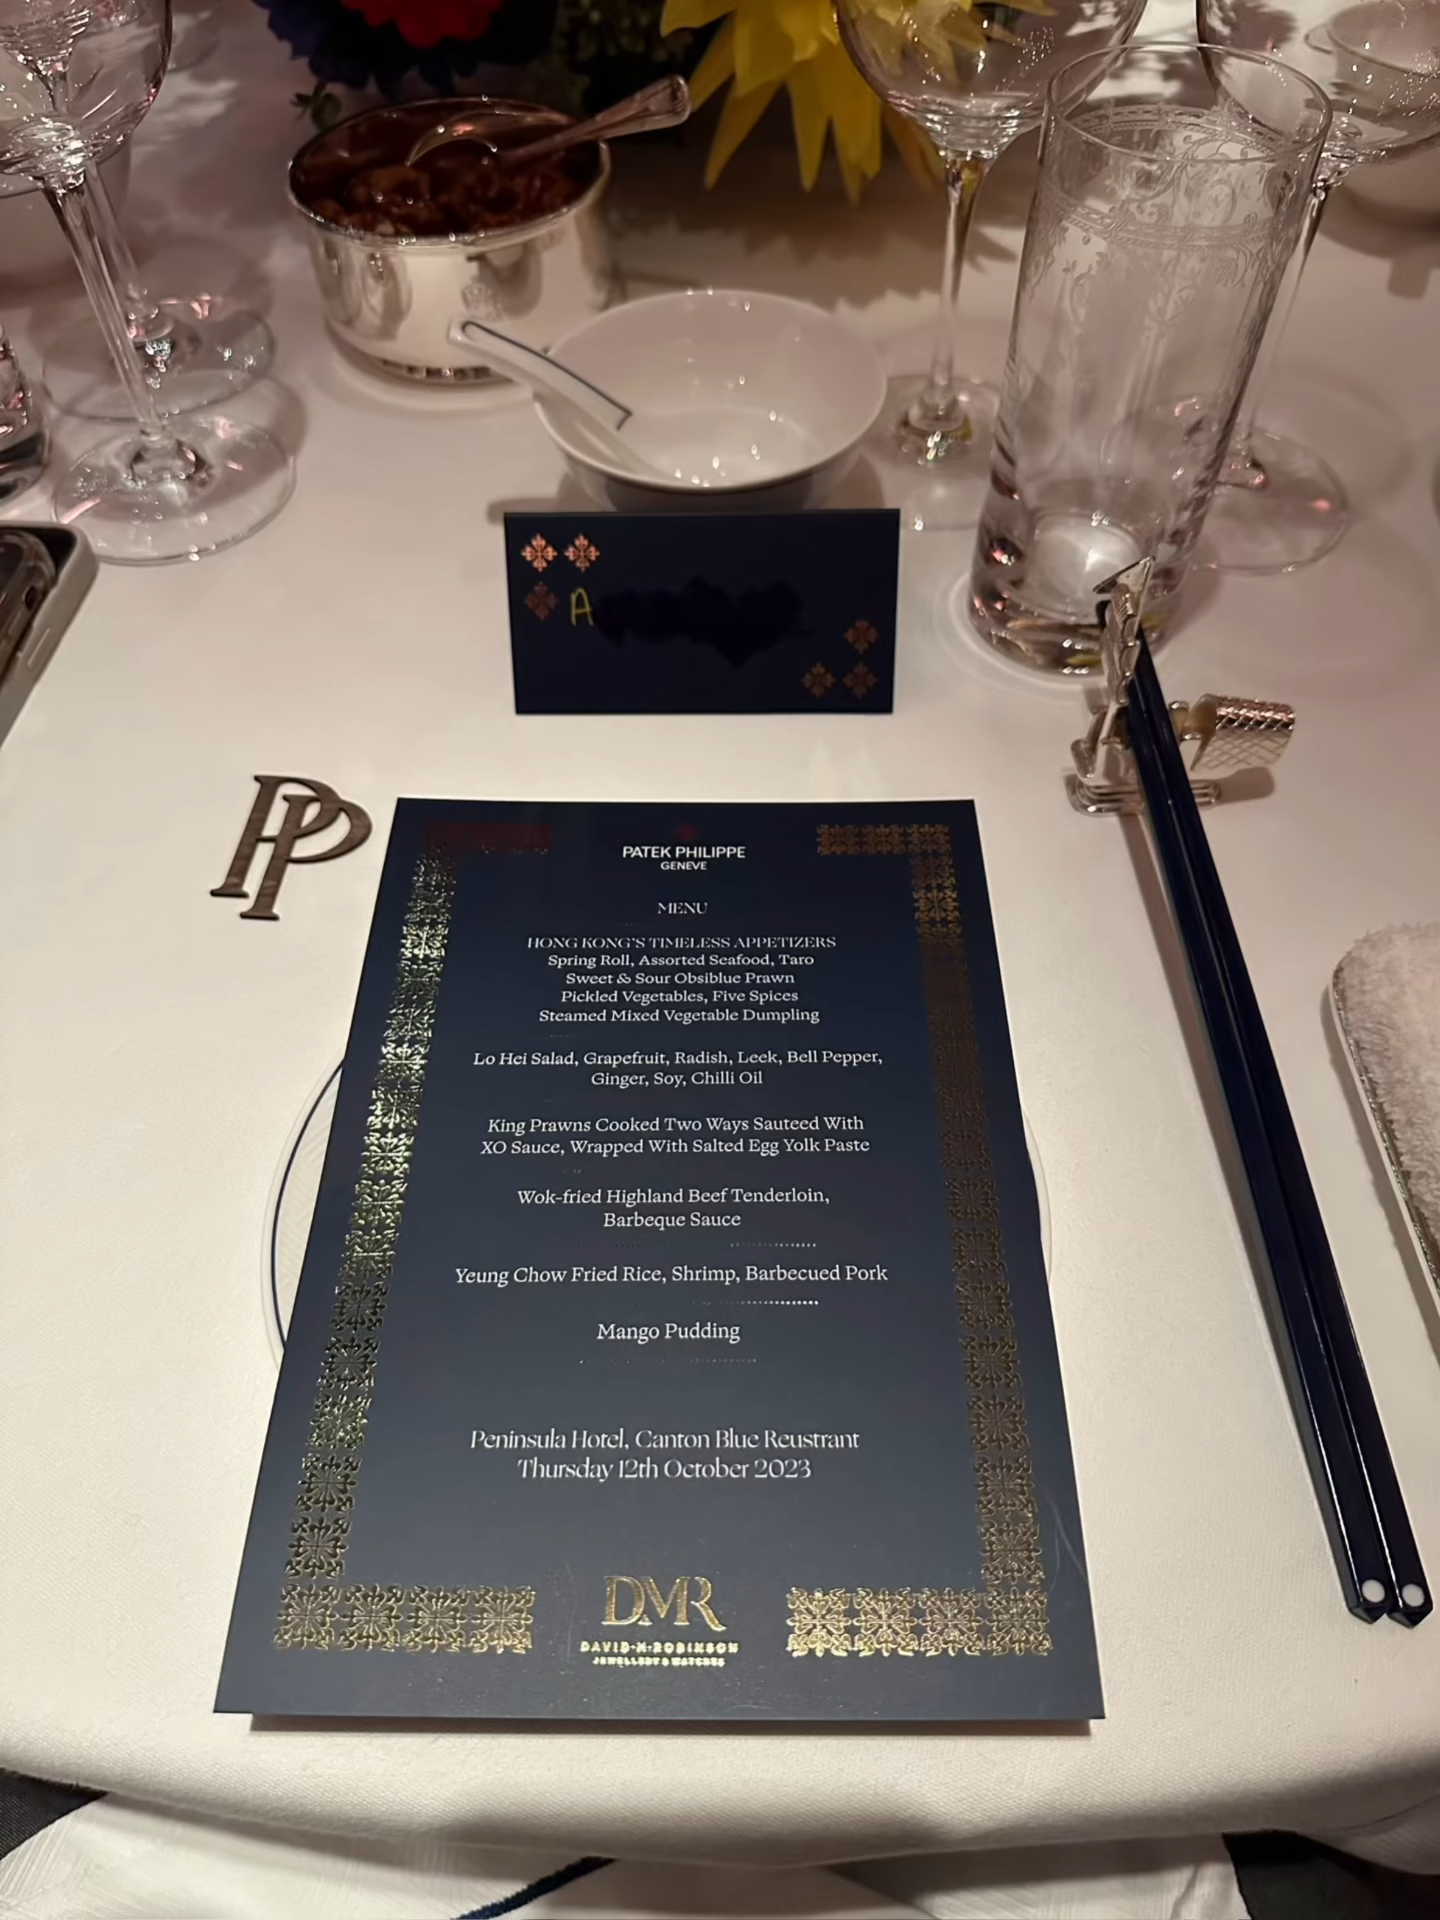 A
PP
PATEK PHILIPPE
GENEVE
MENU
HONG KONG'S TIMELESS APPETIZERS
Spring Roll, Assorted Seafood, Taro
Sweet & Sour Obsiblue Prawn
Pickled Vegetables, Five Spices
Steamed Mixed Vegetable Dumpling
Lo Hei Salad, Grapefruit, Radish, Leek, Bell Pepper,
Ginger, Soy, Chilli Oil
King Prawns Cooked Two Ways Sauteed With
XO Sauce, Wrapped With Salted Egg Yolk Paste
Wok-fried Highland Beef Tenderloin,
Barbeque Sauce
Yeung Chow Fried Rice, Shrimp, Barbecued Pork
Mango Pudding
Peninsula Hotel, Canton Blue Reustrant
Thursday 12th October 2023
DMR
DAVID·M·ROBINSON
JEWELLERY & WATCHES